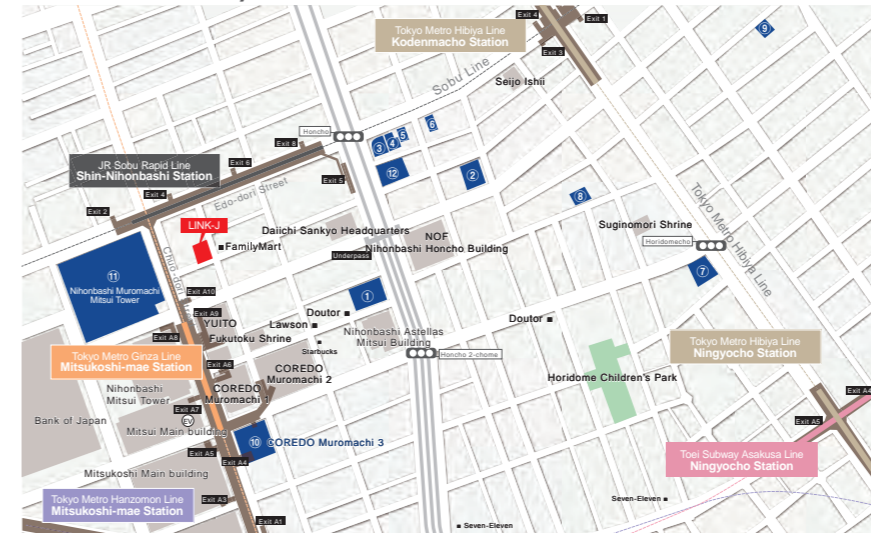 Exit 4
Exit 1
Tokyo Metro Hibiya Line
Kodenmacho Station
Exit 3
⑨
Sobu Line
Seijo Ishii
Honcho
⑥
⑤
④
③
Exit 8
JR Sobu Rapid Line
Shin-Nihonbashi Station
Exit 6
Exit 5
⑫
②
Exit 4
Edo-dori Street
Exit 2
⑧
Tokyo Metro Hibiya Line
LINK-J
FamilyMart
Daiichi Sankyo Headquarters
NOF
Nihonbashi Honcho Building
Suginomori Shrine
Horidomecho
Underpass
⑪
Nihonbashi Muromachi
Mitsui Tower
Chuo-dori
Exit A10
①
⑦
Exit A9
YUITO
Doutor
Lawson
Doutor
Exit A8
Fukutoku Shrine
Nihonbashi Astellas
Mitsui Building
Starbucks
Honcho 2-chome
Tokyo Metro Ginza Line
Mitsukoshi-mae Station
Exit A6
COREDO
Muromachi 2
Tokyo Metro Hibiya Line
Ningyocho Station
Horidome Children's Park
Nihonbashi
Mitsui Tower
COREDO
Muromachi 1
Exit A7
EV
Bank of Japan
Mitsui Main building
Exit A4
Exit A5
⑩
COREDO Muromachi 3
Exit A5
Exit A4
Toei Subway Asakusa Line
Ningyocho Station
Mitsukoshi Main building
Tokyo Metro Hanzomon Line
Mitsukoshi-mae Station
Exit A3
Seven-Eleven
Exit A1
Seven-Eleven